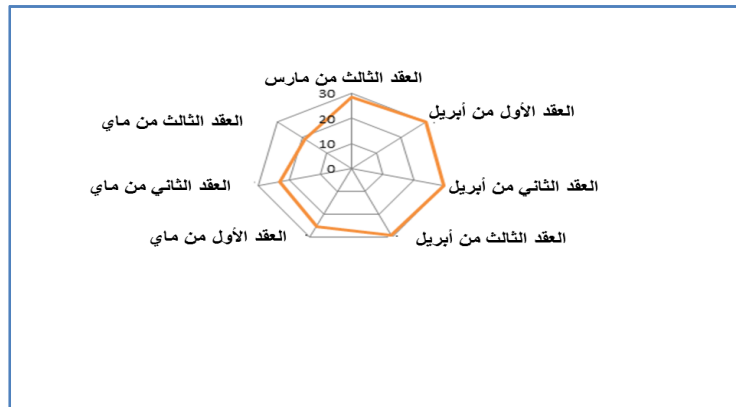 العقد الثالث من مارس
30
20
10
0
العقد الأول من أبريل
العقد الثاني من أبريل
العقد الثالث من أبريل
العقد الأول من ماي
العقد الثاني من ماي
العقد الثالث من ماي